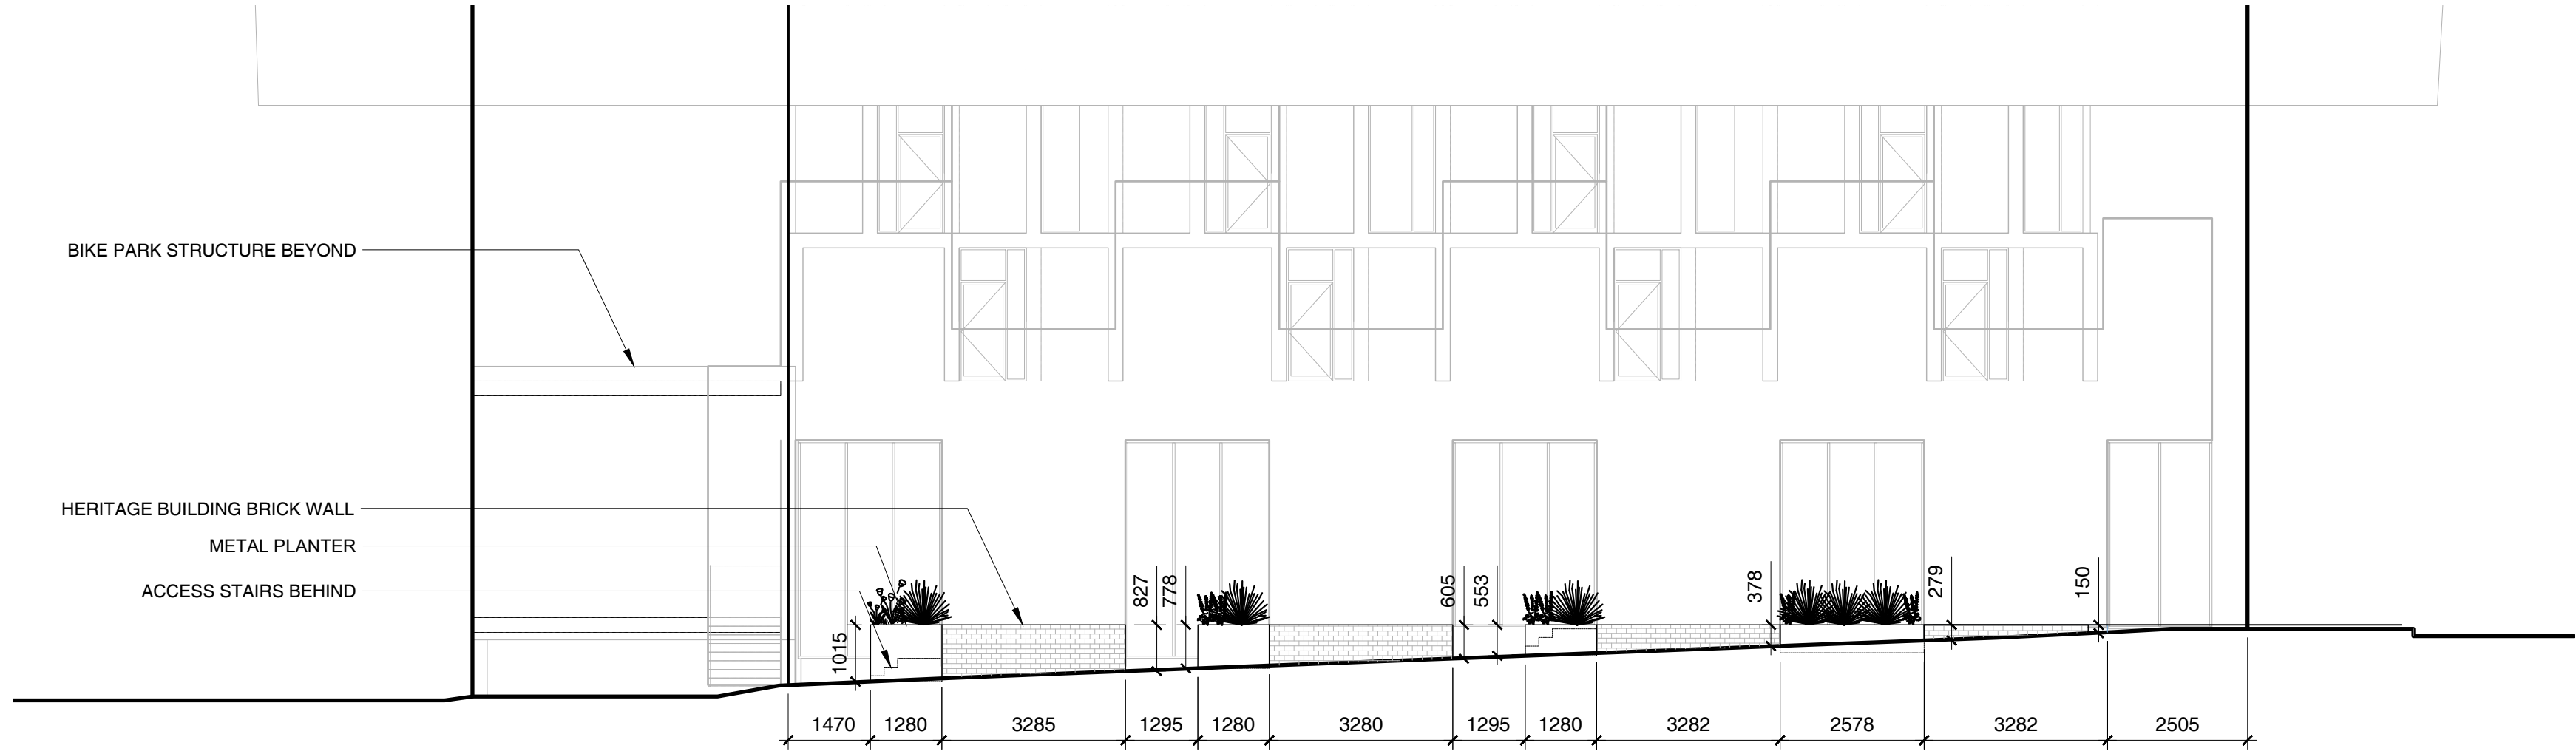 BIKE PARK STRUCTURE BEYOND
HERITAGE BUILDING BRICK WALL
METAL PLANTER
ACCESS STAIRS BEHIND
1015
827
778
605
553
378
279
150
1470 1280 3285 1295 1280 3280 1295 1280 3282 2578 3282 2505